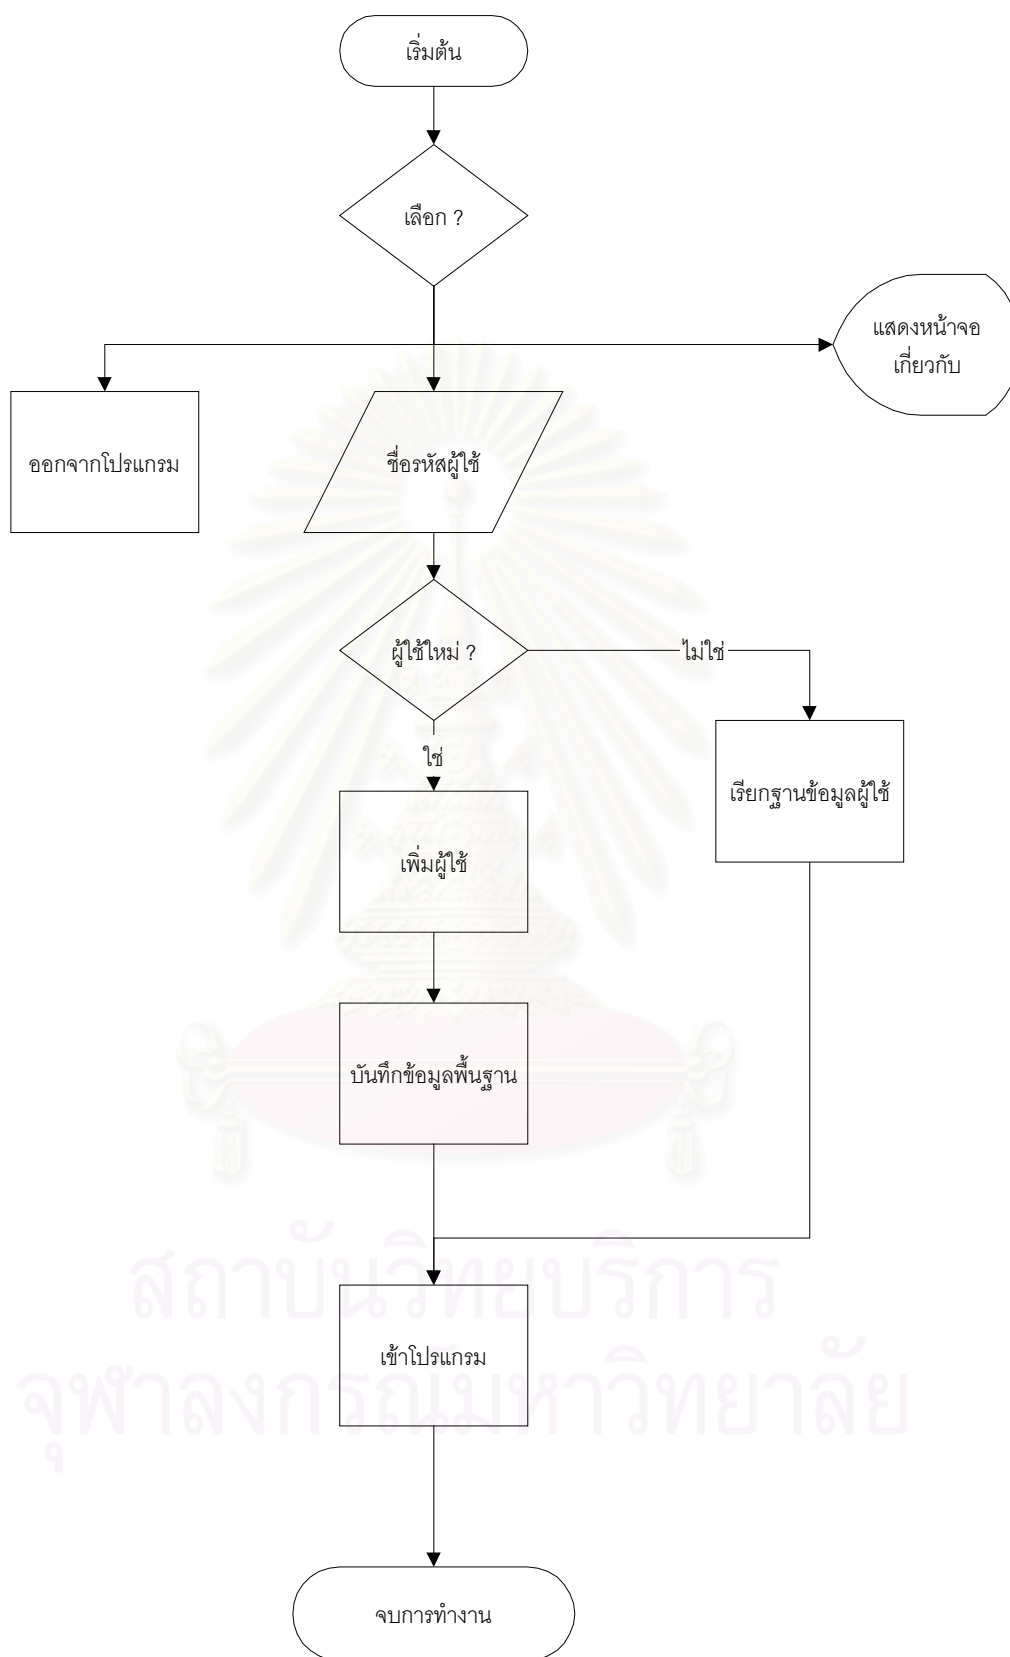 เริ่มต้น
เลือก ?
แสดงหน้าจอ
เกี่ยวกับ
ออกจากโปรแกรม
ชื่อรหัสผู้ใช้
ผู้ใช้ใหม่ ?
ไม่ใช่
ใช่
เรียกฐานข้อมูลผู้ใช้
เพิ่มผู้ใช้
บันทึกข้อมูลพื้นฐาน
สถาบันวิทยบริการ
เข้าโปรแกรม
จุฬาลงกรณ์มหาวิทยาลัย
จบการทำงาน